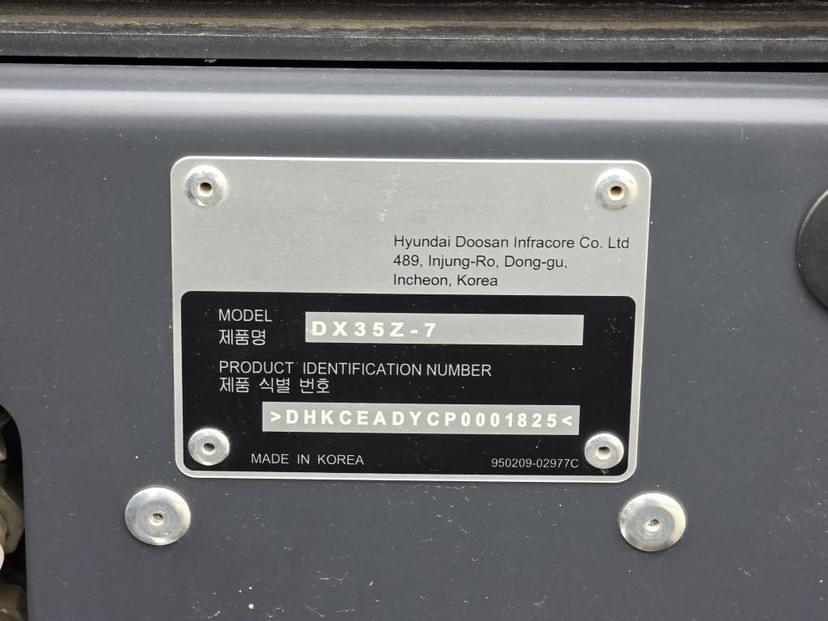 Hyundai Doosan Infracore Co. Ltd
489, Injung-Ro, Dong-gu,
Incheon, Korea
MODEL
제품명
DX35Z-7
PRODUCT IDENTIFICATION NUMBER
제품 식별 번호
>DHKCEADYCP0001825<
MADE IN KOREA
950209-02977C